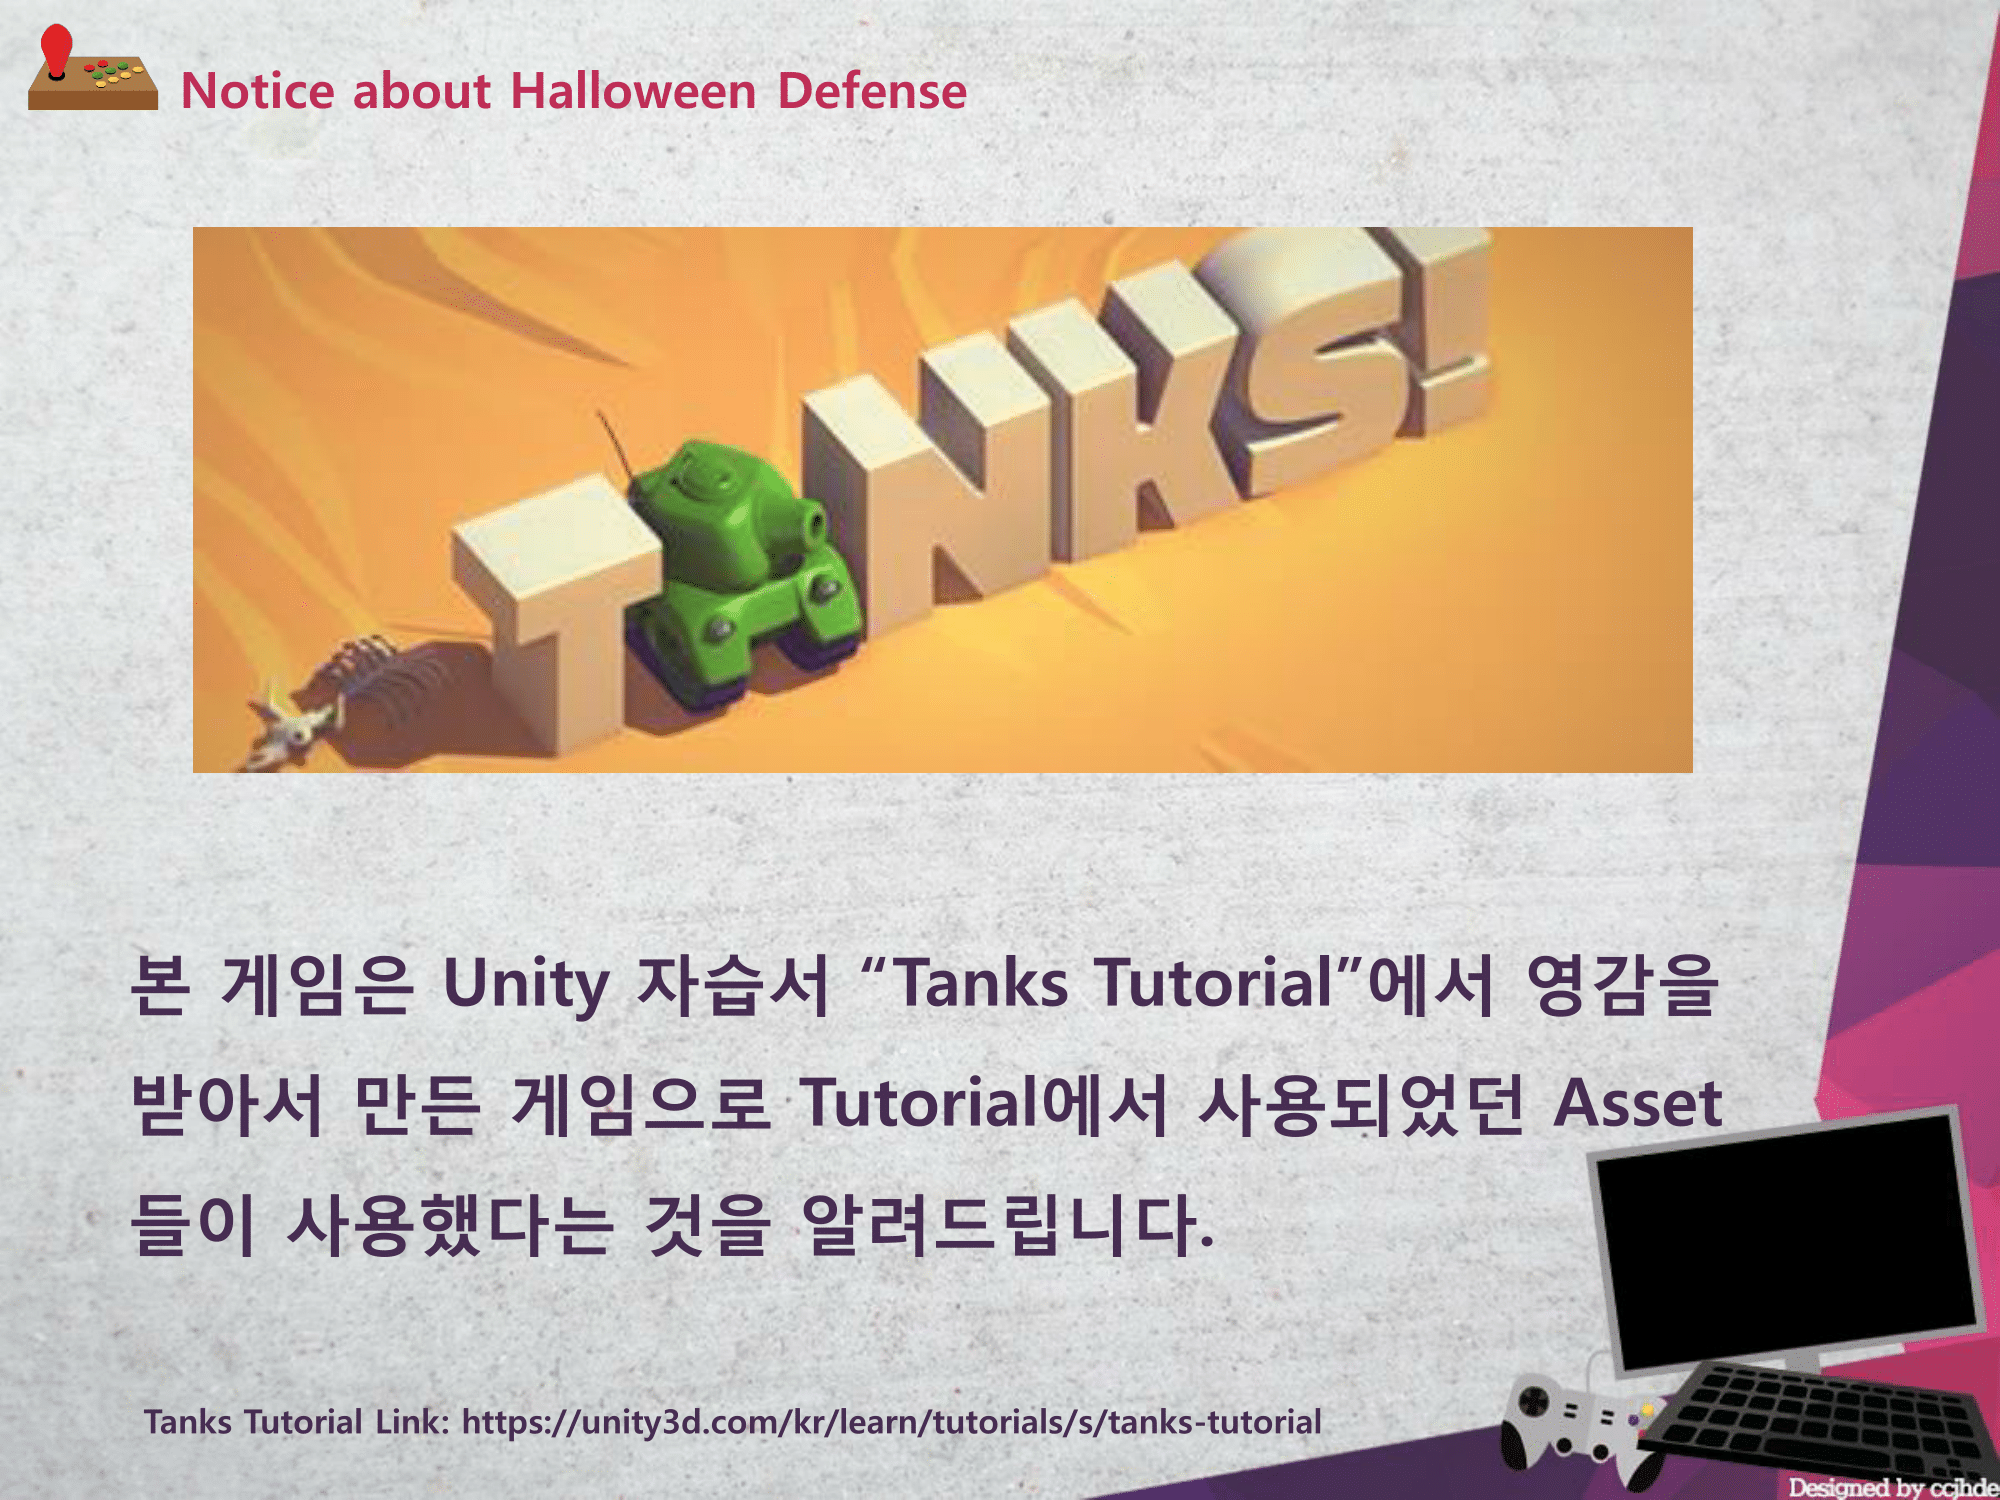 Notice about Halloween Defense
TANKS!
본 게임은 Unity 자습서 “Tanks Tutorial”에서 영감을
받아서 만든 게임으로 Tutorial에서 사용되었던 Asset
들이 사용했다는 것을 알려드립니다.
Tanks Tutorial Link: https://unity3d.com/kr/learn/tutorials/s/tanks-tutorial
Designed by ccjhde